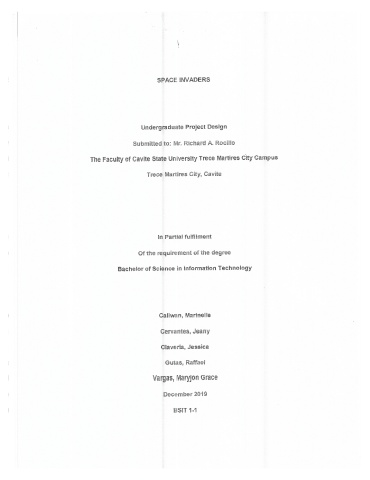 SPACE INVADERS
Undergraduate Project Design
Submitted to: Mr. Richard A. Rocillo
The Faculty of Cavite State University Trece Martires City Campus
Trece Martires City, Cavite
In Partial fulfilment
Of the requirement of the degree
Bachelor of Science in Information Technology
Caliwan, Marinella
Cervantes, Jeany
Claveria, Jessica
Gutas, Raffael
Vargas, Maryjon Grace
December 2019
BSIT 1-1